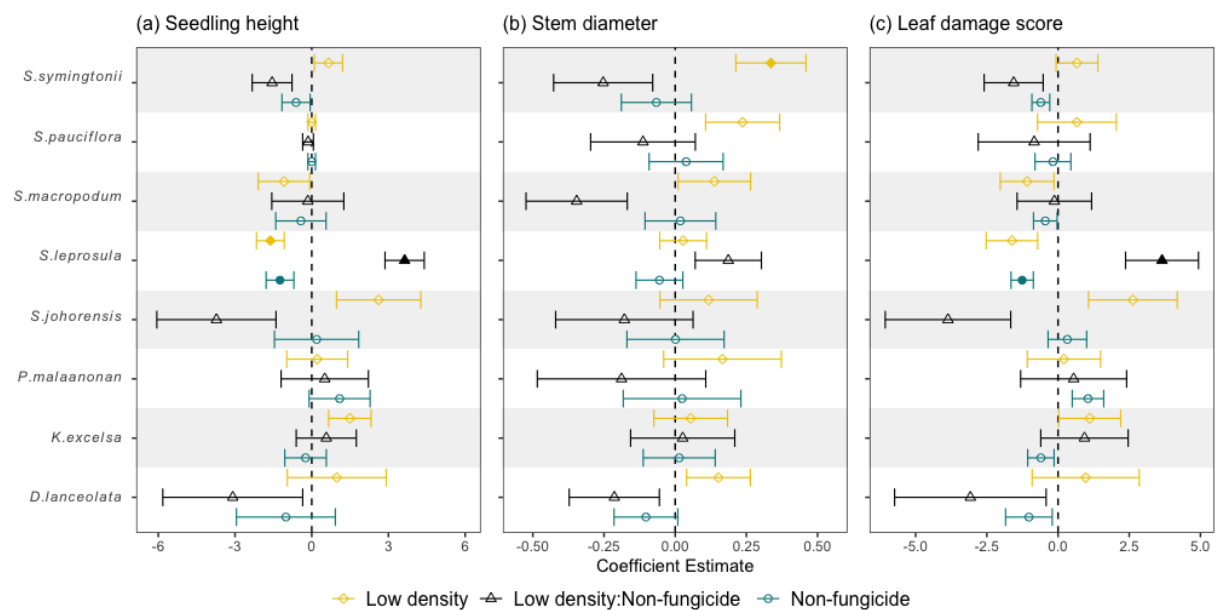 (a) Seedling height
(b) Stem diameter
(c) Leaf damage score
S.symingtonii
S.pauciflora
S.macropodum
S.leprosula
S.johorensis
P.malaanonan
K.excelsa
D.lanceolata
-6 -3 0 3 6
-0.50 -0.25 0.00 0.25 0.50
-5.0 -2.5 0.0 2.5 5.0
Coefficient Estimate
Low density Low density:Non-fungicide Non-fungicide